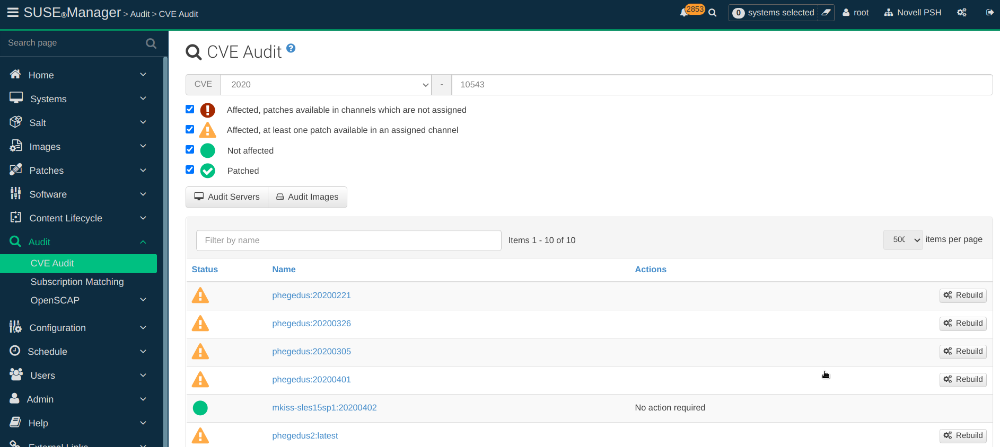 SUSE®Manager > Audit > CVE Audit
2853
0 systems selected
root
Novell PSH
Search page
Home
Systems
Salt
Images
Patches
Software
Content Lifecycle
Audit
CVE Audit
Subscription Matching
OpenSCAP
Configuration
Schedule
Users
Admin
Help
External Links
CVE Audit ?
CVE 2020 - 10543
Affected, patches available in channels which are not assigned
Affected, at least one patch available in an assigned channel
Not affected
Patched
Audit Servers Audit Images
Filter by name Items 1 - 10 of 10 500 items per page
Status Name Actions
phegedus:20200221 Rebuild
phegedus:20200326 Rebuild
phegedus:20200305 Rebuild
phegedus:20200401 Rebuild
mkiss-sles15sp1:20200402 No action required
phegedus2:latest Rebuild